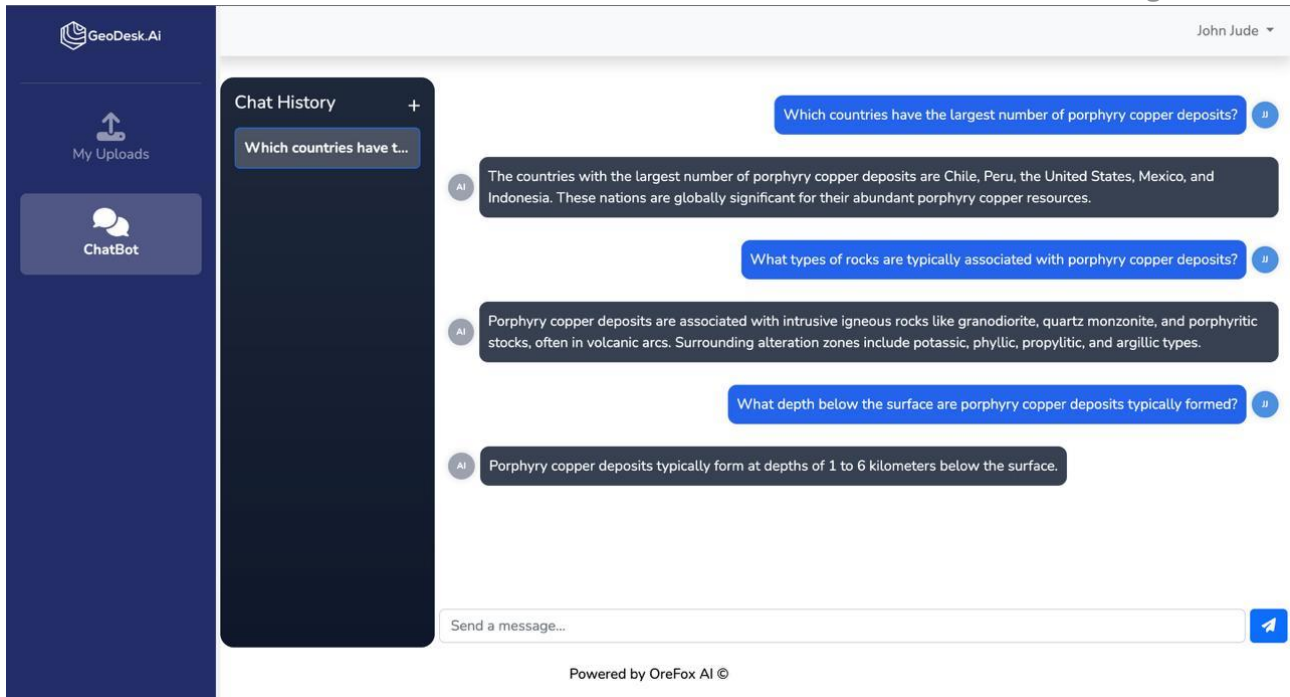 GeoDesk.Ai
John Jude
My Uploads
ChatBot
Chat History +
Which countries have t...
Which countries have the largest number of porphyry copper deposits?
JJ
AI
The countries with the largest number of porphyry copper deposits are Chile, Peru, the United States, Mexico, and
Indonesia. These nations are globally significant for their abundant porphyry copper resources.
What types of rocks are typically associated with porphyry copper deposits?
JJ
AI
Porphyry copper deposits are associated with intrusive igneous rocks like granodiorite, quartz monzonite, and porphyritic
stocks, often in volcanic arcs. Surrounding alteration zones include potassic, phyllic, propylitic, and argillic types.
What depth below the surface are porphyry copper deposits typically formed?
JJ
AI
Porphyry copper deposits typically form at depths of 1 to 6 kilometers below the surface.
Send a message...
Powered by OreFox AI ©